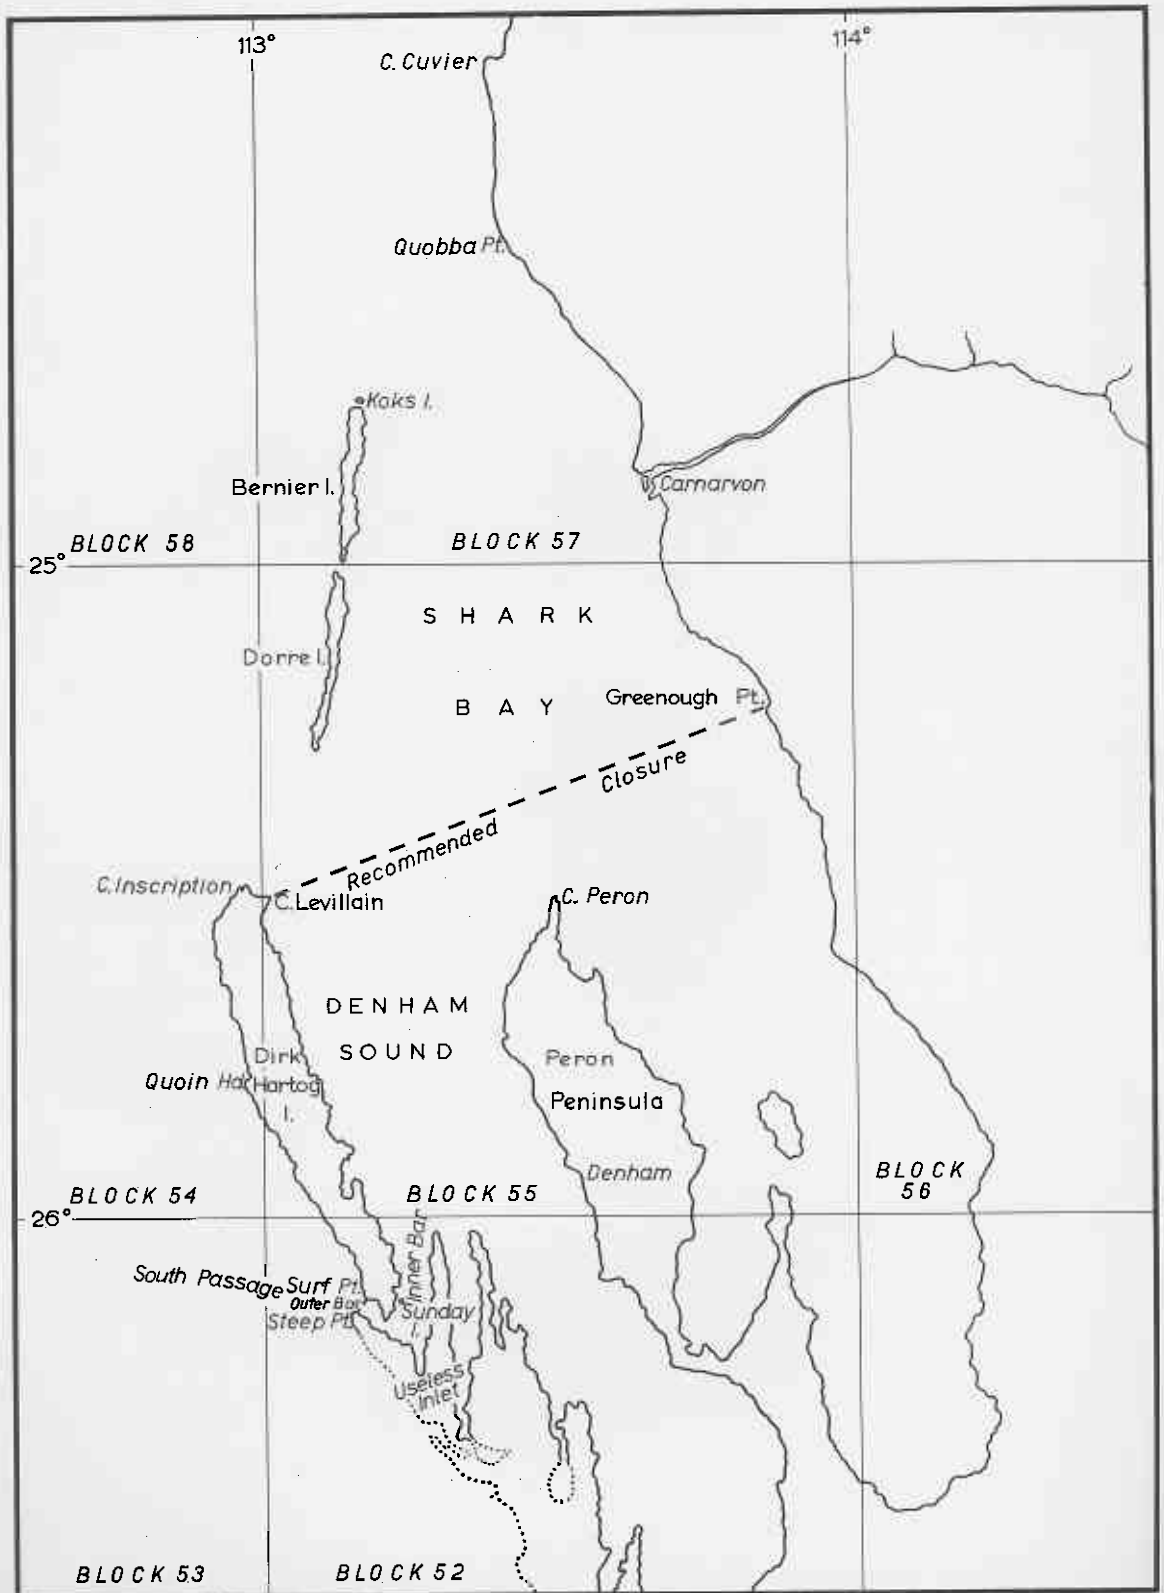 113°
114°
C. Cuvier
Quobba Pt.
Koks I.
Bernier I.
Carnarvon
BLOCK 58
BLOCK 57
25°
SHARK
BAY
Dorre I.
Greenough Pt.
Recommended Closure
C. Inscription
C. Levillain
C. Peron
DENHAM
SOUND
Dirk
Hartog
I.
Quoin Hd
Peron
Peninsula
Denham
BLOCK
56
BLOCK 54
BLOCK 55
26°
Inner Bar
South Passage
Surf Pt.
Outer Bar
Steep Pt.
Sunday
I.
Useless
Inlet
BLOCK 53
BLOCK 52